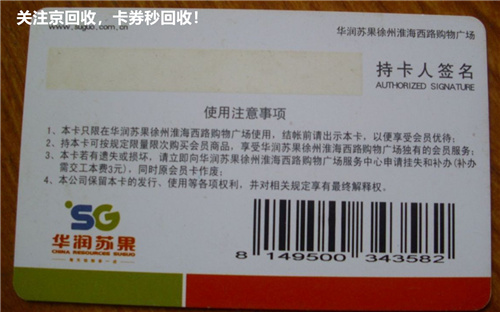 关注京回收，卡券秒回收！
www.suguo.com.cn
华润苏果徐州淮海西路购物广场
持卡人签名
AUTHORIZED SIGNATURE
使用注意事项
1、本卡只限在华润苏果徐州淮海西路购物广场使用，结帐前请出示本卡，以便享受会员优待；
2、持本卡可按规定限量限次购买会员商品，享受华润苏果徐州淮海西路购物广场独有的会员服务；
3、本卡若有遗失或损坏，请立即向华润苏果徐州淮海西路购物广场服务中心申请挂失和补办（补办
需交工本费3元），同时原会员卡作废；
4、本公司保留本卡的发行、使用等各项权利，并对相关规定享有最终解释权。
SG
华润苏果
CHINA RESOURCES SUGUO
8 149500 343582